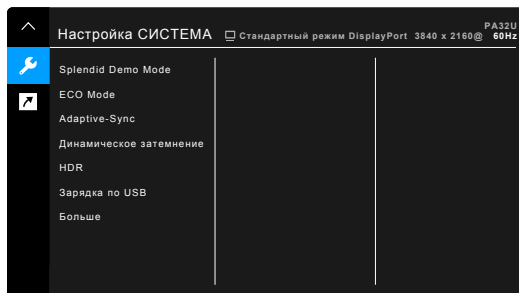 Настройка СИСТЕМА Стандартный режим DisplayPort 3840 x 2160@ 60Hz
PA32U
Splendid Demo Mode
ECO Mode
Adaptive-Sync
Динамическое затемнение
HDR
Зарядка по USB
Больше